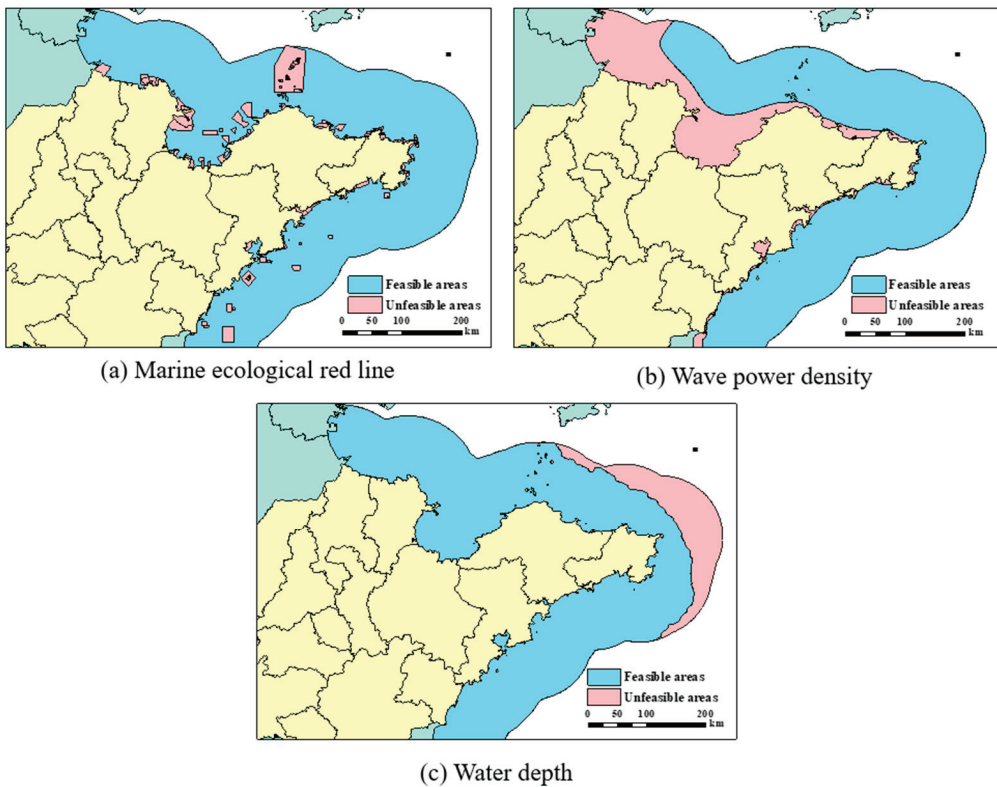 Feasible areas
Unfeasible areas
0 50 100 200
km
(a) Marine ecological red line
Feasible areas
Unfeasible areas
0 50 100 200
km
(b) Wave power density
Feasible areas
Unfeasible areas
0 50 100 200
km
(c) Water depth